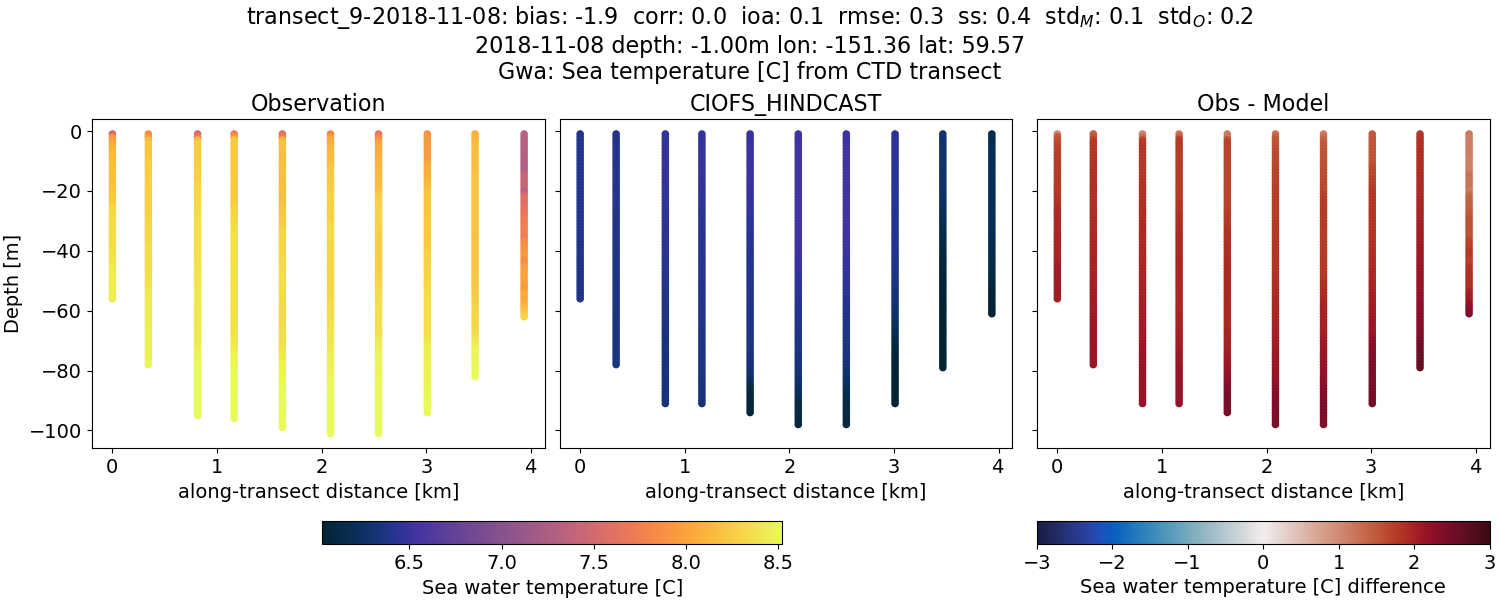 transect_9-2018-11-08: bias: -1.9 corr: 0.0 ioa: 0.1 rmse: 0.3 ss: 0.4 std_M: 0.1 std_O: 0.2
2018-11-08 depth: -1.00m lon: -151.36 lat: 59.57
Gwa: Sea temperature [C] from CTD transect
Observation
CIOFS_HINDCAST
Obs - Model
Depth [m]
0
−20
−40
−60
−80
−100
0 1 2 3 4
along-transect distance [km]
0 1 2 3 4
along-transect distance [km]
0 1 2 3 4
along-transect distance [km]
6.5 7.0 7.5 8.0 8.5
Sea water temperature [C]
−3 −2 −1 0 1 2 3
Sea water temperature [C] difference